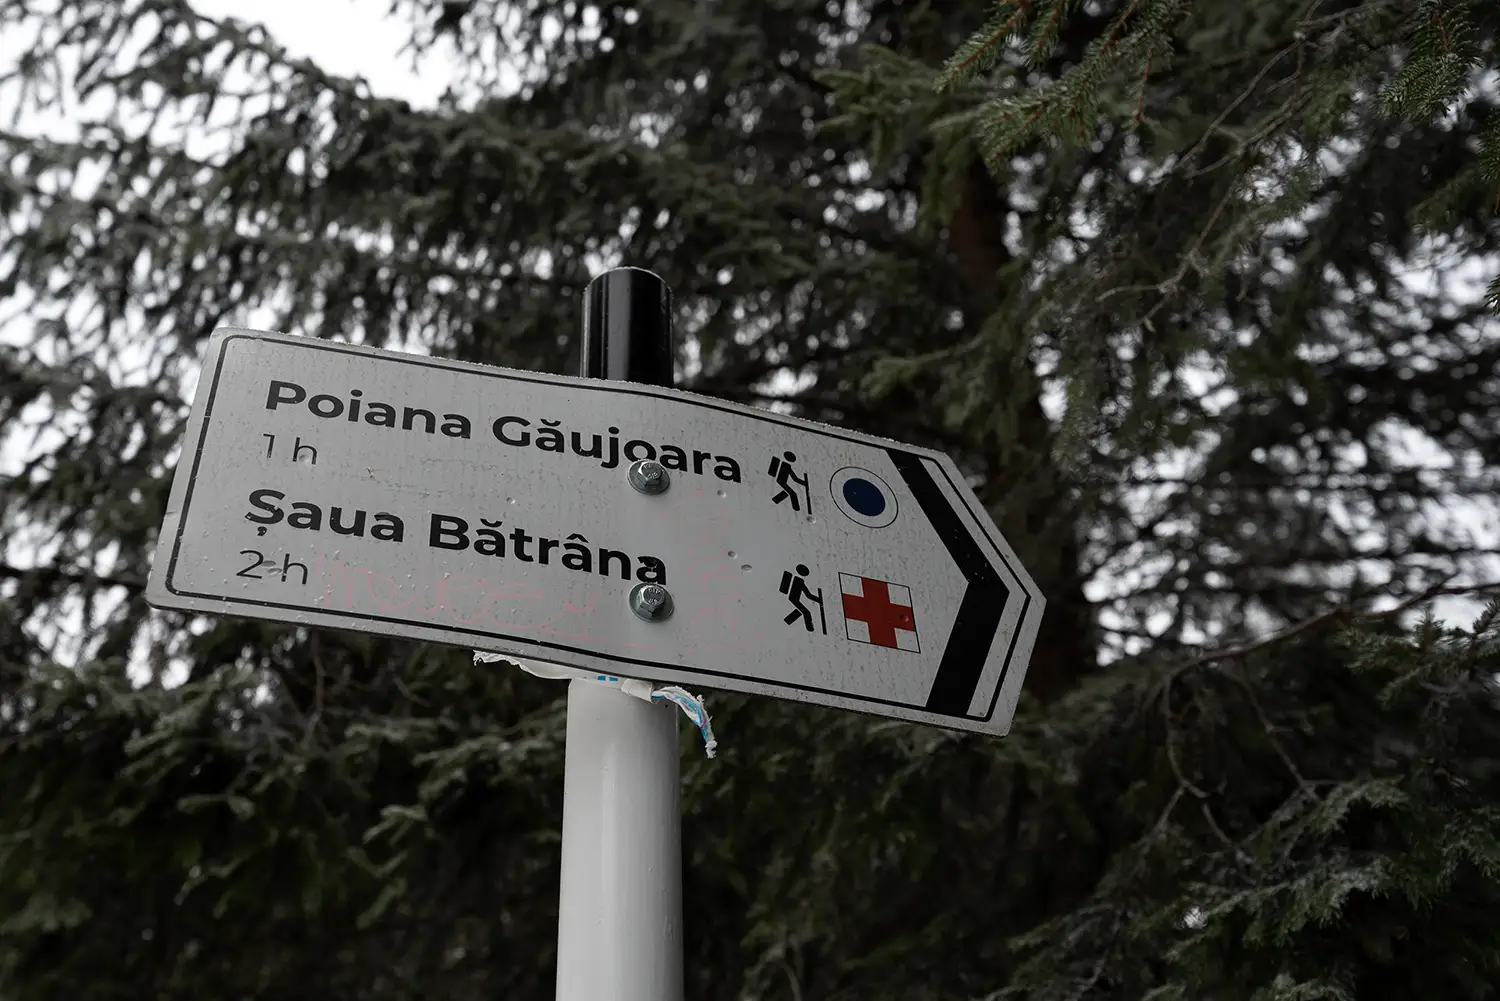 Poiana Găujoara
1 h
Șaua Bătrâna
2 h